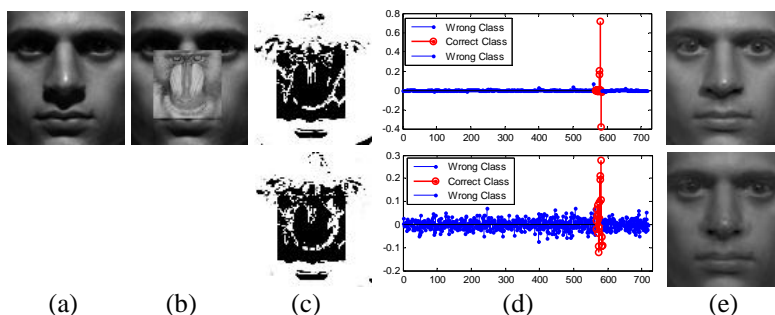 0.8
0.6
0.4
0.2
0
-0.2
-0.4
0 100 200 300 400 500 600 700
Wrong Class
Correct Class
Wrong Class
0.3
0.2
0.1
0
-0.1
-0.2
0 100 200 300 400 500 600 700
Wrong Class
Correct Class
Wrong Class
(a) (b) (c) (d) (e)